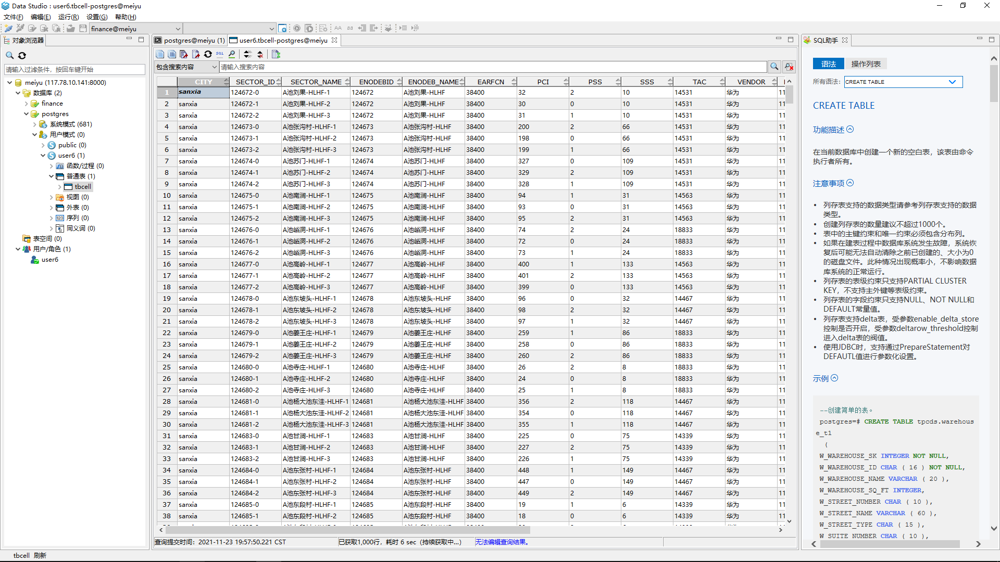 Data Studio : user6.tbcell-postgres@meiyu
文件(F) 编辑(E) 运行(R) 设置(G) 帮助(H)
finance@meiyu
对象浏览器
请输入过滤条件，按回车键开始
meiyu (117.78.10.141:8000)
数据库 (2)
finance
postgres
系统模式 (681)
用户模式 (0)
public (0)
user6 (1)
函数/过程 (0)
普通表 (1)
tbcell
视图 (0)
外表 (0)
序列 (0)
同义词 (0)
表空间 (0)
用户/角色 (1)
user6
postgres@meiyu (1) user6.tbcell-postgres@meiyu
包含搜索内容 请输入搜索内容
CITY SECTOR_ID SECTOR_NAME ENODEBID ENODEB_NAME EARFCN PCI PSS SSS TAC VENDOR
1 sanxia 124672-0 A池刘果-HLHF-1 124672 A池刘果-HLHF 38400 32 2 10 14531 华为 11
2 sanxia 124672-1 A池刘果-HLHF-2 124672 A池刘果-HLHF 38400 30 0 10 14531 华为 11
3 sanxia 124672-2 A池刘果-HLHF-3 124672 A池刘果-HLHF 38400 31 1 10 14531 华为 11
4 sanxia 124673-0 A池张沟村-HLHF-1 124673 A池张沟村-HLHF 38400 200 2 66 14531 华为 11
5 sanxia 124673-1 A池张沟村-HLHF-2 124673 A池张沟村-HLHF 38400 198 0 66 14531 华为 11
6 sanxia 124673-2 A池张沟村-HLHF-3 124673 A池张沟村-HLHF 38400 199 1 66 14531 华为 11
7 sanxia 124674-0 A池苏门-HLHF-1 124674 A池苏门-HLHF 38400 327 0 109 14531 华为 11
8 sanxia 124674-1 A池苏门-HLHF-2 124674 A池苏门-HLHF 38400 329 2 109 14531 华为 11
9 sanxia 124674-2 A池苏门-HLHF-3 124674 A池苏门-HLHF 38400 328 1 109 14531 华为 11
10 sanxia 124675-0 A池南涧-HLHF-1 124675 A池南涧-HLHF 38400 94 1 31 14563 华为 11
11 sanxia 124675-1 A池南涧-HLHF-2 124675 A池南涧-HLHF 38400 93 0 31 14563 华为 11
12 sanxia 124675-2 A池南涧-HLHF-3 124675 A池南涧-HLHF 38400 95 2 31 14563 华为 11
13 sanxia 124676-0 A池峪洞-HLHF-1 124676 A池峪洞-HLHF 38400 74 2 24 18833 华为 11
14 sanxia 124676-1 A池峪洞-HLHF-2 124676 A池峪洞-HLHF 38400 72 0 24 18833 华为 11
15 sanxia 124676-2 A池峪洞-HLHF-3 124676 A池峪洞-HLHF 38400 73 1 24 18833 华为 11
16 sanxia 124677-0 A池高岭-HLHF-1 124677 A池高岭-HLHF 38400 400 1 133 14563 华为 11
17 sanxia 124677-1 A池高岭-HLHF-2 124677 A池高岭-HLHF 38400 401 2 133 14563 华为 11
18 sanxia 124677-2 A池高岭-HLHF-3 124677 A池高岭-HLHF 38400 399 0 133 14563 华为 11
19 sanxia 124678-0 A池东坡头-HLHF-1 124678 A池东坡头-HLHF 38400 96 0 32 14467 华为 11
20 sanxia 124678-1 A池东坡头-HLHF-2 124678 A池东坡头-HLHF 38400 98 2 32 14467 华为 11
21 sanxia 124678-2 A池东坡头-HLHF-3 124678 A池东坡头-HLHF 38400 97 1 32 14467 华为 11
22 sanxia 124679-0 A池姜王庄-HLHF-1 124679 A池姜王庄-HLHF 38400 259 1 86 18833 华为 11
23 sanxia 124679-1 A池姜王庄-HLHF-2 124679 A池姜王庄-HLHF 38400 258 0 86 18833 华为 11
24 sanxia 124679-2 A池姜王庄-HLHF-3 124679 A池姜王庄-HLHF 38400 260 2 86 18833 华为 11
25 sanxia 124680-0 A池寺庄-HLHF-1 124680 A池寺庄-HLHF 38400 26 2 8 18833 华为 11
26 sanxia 124680-1 A池寺庄-HLHF-2 124680 A池寺庄-HLHF 38400 24 0 8 18833 华为 11
27 sanxia 124680-2 A池寺庄-HLHF-3 124680 A池寺庄-HLHF 38400 25 1 8 18833 华为 11
28 sanxia 124681-0 A池杨大池东洼-HLHF-1 124681 A池杨大池东洼-HLHF 38400 356 2 118 14467 华为 11
29 sanxia 124681-1 A池杨大池东洼-HLHF-2 124681 A池杨大池东洼-HLHF 38400 354 0 118 14467 华为 11
30 sanxia 124681-2 A池杨大池东洼-HLHF-3 124681 A池杨大池东洼-HLHF 38400 355 1 118 14467 华为 11
31 sanxia 124683-0 A池甘涧-HLHF-1 124683 A池甘涧-HLHF 38400 225 0 75 14339 华为 11
32 sanxia 124683-1 A池甘涧-HLHF-2 124683 A池甘涧-HLHF 38400 227 2 75 14339 华为 11
33 sanxia 124683-2 A池甘涧-HLHF-3 124683 A池甘涧-HLHF 38400 226 1 75 14339 华为 11
34 sanxia 124684-0 A池东张村-HLHF-1 124684 A池东张村-HLHF 38400 448 1 149 14467 华为 11
35 sanxia 124684-1 A池东张村-HLHF-2 124684 A池东张村-HLHF 38400 447 0 149 14467 华为 11
36 sanxia 124684-2 A池东张村-HLHF-3 124684 A池东张村-HLHF 38400 449 2 149 14467 华为 11
37 sanxia 124685-0 A池东段村-HLHF-1 124685 A池东段村-HLHF 38400 19 1 6 14339 华为 11
38 sanxia 124685-1 A池东段村-HLHF-2 124685 A池东段村-HLHF 38400 18 0 6 14339 华为 11
查询提交时间：2021-11-23 19:57:50.221 CST 已获取1,000行，耗时 6 sec（持续获取中...） 无法编辑查询结果。
SQL助手
语法 操作列表
所有语法: CREATE TABLE
CREATE TABLE
功能描述
在当前数据库中创建一个新的空白表，该表由命令
执行者所有。
注意事项
• 列存表支持的数据类型请参考列存表支持的数据
类型。
• 创建列存表的数量建议不超过1000个。
• 表中的主键约束和唯一约束必须包含分布列。
• 如果在建表过程中数据库系统发生故障，系统恢
复后可能无法自动清除之前已创建的、大小为0
的磁盘文件。此种情况出现概率小，不影响数据
库系统的正常运行。
• 列存表的表级约束只支持PARTIAL CLUSTER
KEY，不支持主外键等表级约束。
• 列存表的字段约束只支持NULL、NOT NULL和
DEFAULT常量值。
• 列存表支持delta表，受参数enable_delta_store
控制是否开启，受参数deltarow_threshold控制
进入delta表的阀值。
• 使用JDBC时，支持通过PrepareStatement对
DEFAUTL值进行参数化设置。
示例
--创建简单的表。
postgres=# CREATE TABLE tpcds.warehous
e_t1
(
W_WAREHOUSE_SK INTEGER NOT NULL,
W_WAREHOUSE_ID CHAR ( 16 ) NOT NULL,
W_WAREHOUSE_NAME VARCHAR ( 20 ),
W_WAREHOUSE_SQ_FT INTEGER,
W_STREET_NUMBER CHAR ( 10 ),
W_STREET_NAME VARCHAR ( 60 ),
W_STREET_TYPE CHAR ( 15 ),
W_SUITE_NUMBER CHAR ( 10 ),
tbcell 刷新